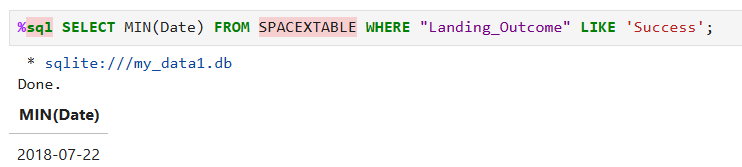 %sql SELECT MIN(Date) FROM SPACEXTABLE WHERE "Landing_Outcome" LIKE 'Success';
* sqlite:///my_data1.db
Done.
MIN(Date)
2018-07-22